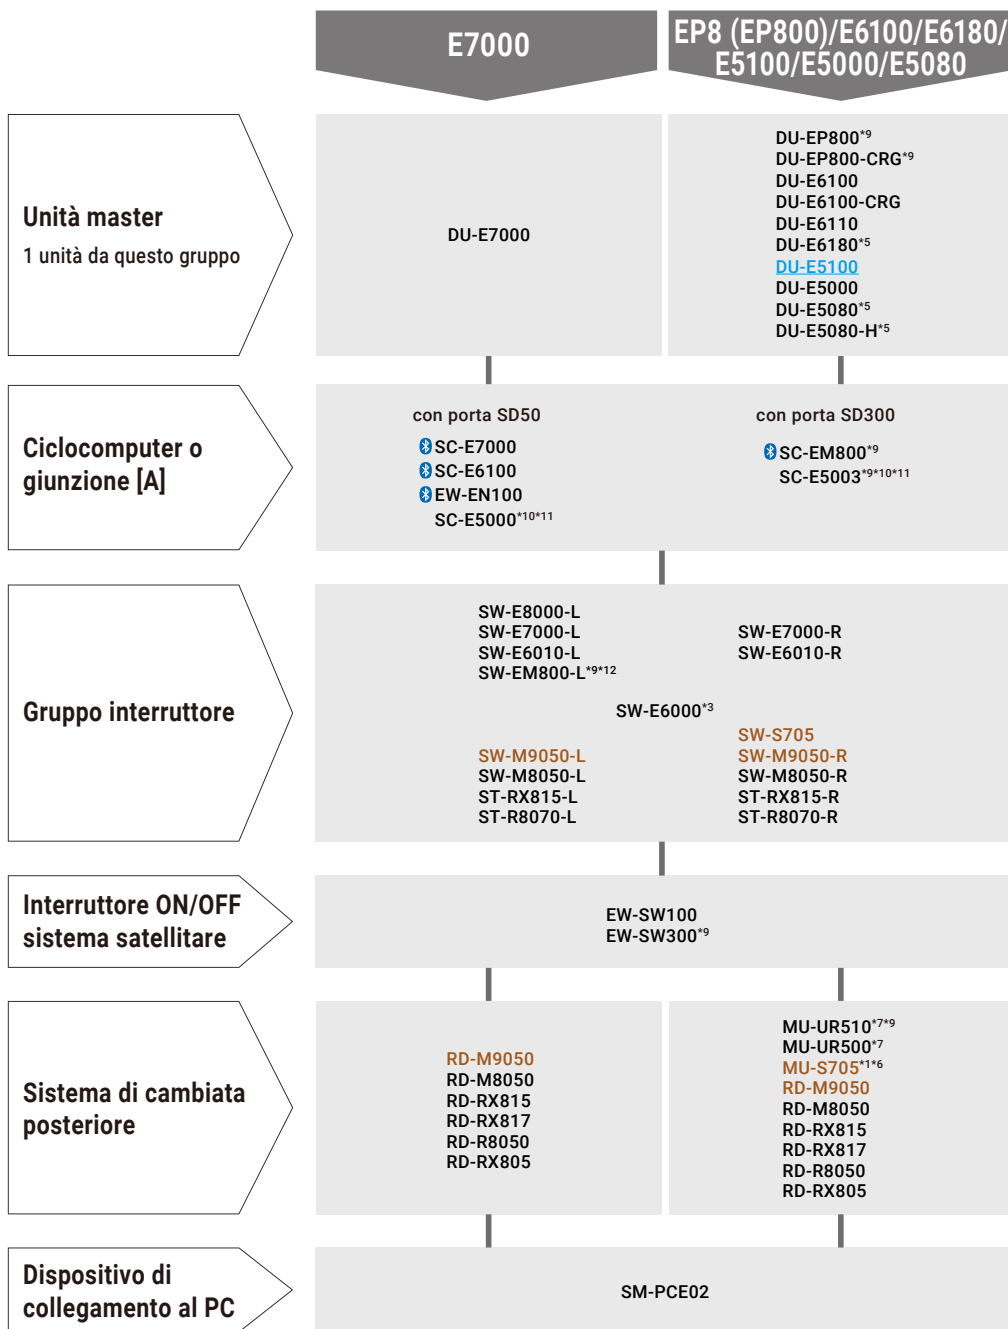 E7000
EP8 (EP800)/E6100/E6180/
E5100/E5000/E5080
Unità master
1 unità da questo gruppo
DU-E7000
DU-EP800*9
DU-EP800-CRG*9
DU-E6100
DU-E6100-CRG
DU-E6110
DU-E6180*5
DU-E5100
DU-E5000
DU-E5080*5
DU-E5080-H*5
Ciclocomputer o
giunzione [A]
con porta SD50
SC-E7000
SC-E6100
EW-EN100
SC-E5000*10*11
con porta SD300
SC-EM800*9
SC-E5003*9*10*11
Gruppo interruttore
SW-E8000-L
SW-E7000-L
SW-E6010-L
SW-EM800-L*9*12
SW-E7000-R
SW-E6010-R
SW-E6000*3
SW-M9050-L
SW-M8050-L
ST-RX815-L
ST-R8070-L
SW-S705
SW-M9050-R
SW-M8050-R
ST-RX815-R
ST-R8070-R
Interruttore ON/OFF
sistema satellitare
EW-SW100
EW-SW300*9
Sistema di cambiata
posteriore
RD-M9050
RD-M8050
RD-RX815
RD-RX817
RD-R8050
RD-RX805
MU-UR510*7*9
MU-UR500*7
MU-S705*1*6
RD-M9050
RD-M8050
RD-RX815
RD-RX817
RD-R8050
RD-RX805
Dispositivo di
collegamento al PC
SM-PCE02